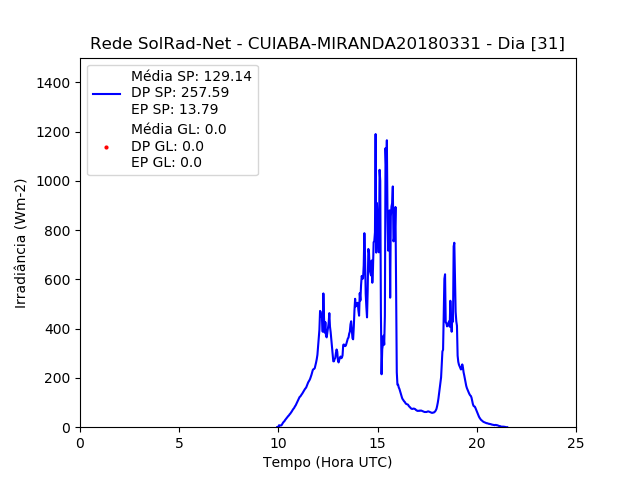 Rede SolRad-Net - CUIABA-MIRANDA20180331 - Dia [31]
Média SP: 129.14
DP SP: 257.59
EP SP: 13.79
Média GL: 0.0
DP GL: 0.0
EP GL: 0.0
1400
1200
1000
800
600
400
200
0
Irradiância (Wm-2)
0 5 10 15 20 25
Tempo (Hora UTC)